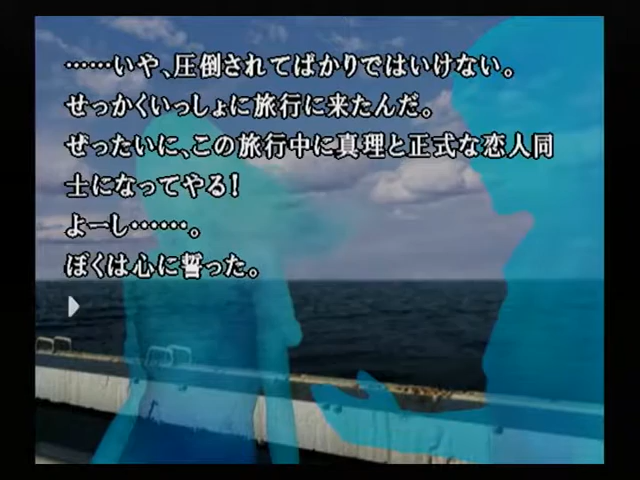 ……いや、圧倒されてばかりではいけない。
せっかくいっしょに旅行に来たんだ。
ぜったいに、この旅行中に真理と正式な恋人同
士になってやる！
よーし……。
ぼくは心に誓った。